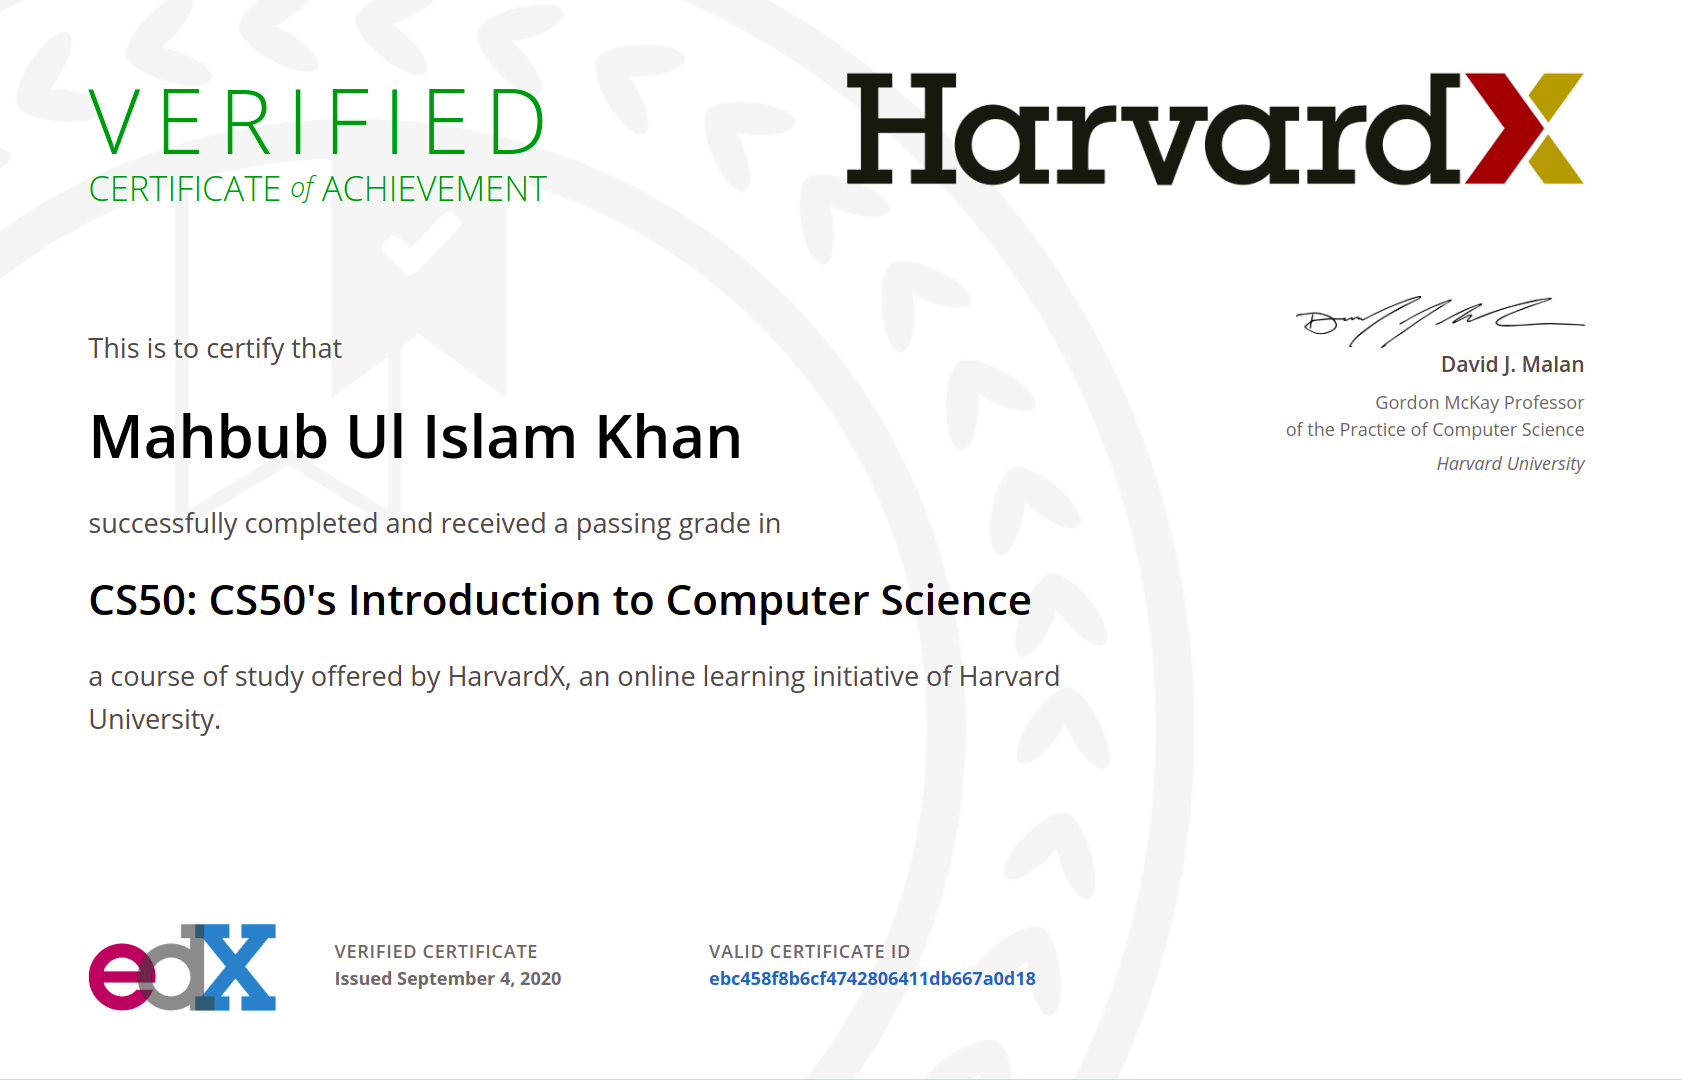 VERIFIED
CERTIFICATE of ACHIEVEMENT
HarvardX
This is to certify that
Mahbub Ul Islam Khan
successfully completed and received a passing grade in
CS50: CS50's Introduction to Computer Science
a course of study offered by HarvardX, an online learning initiative of Harvard
University.
David J. Malan
Gordon McKay Professor
of the Practice of Computer Science
Harvard University
edX
VERIFIED CERTIFICATE
Issued September 4, 2020
VALID CERTIFICATE ID
ebc458f8b6cf4742806411db667a0d18